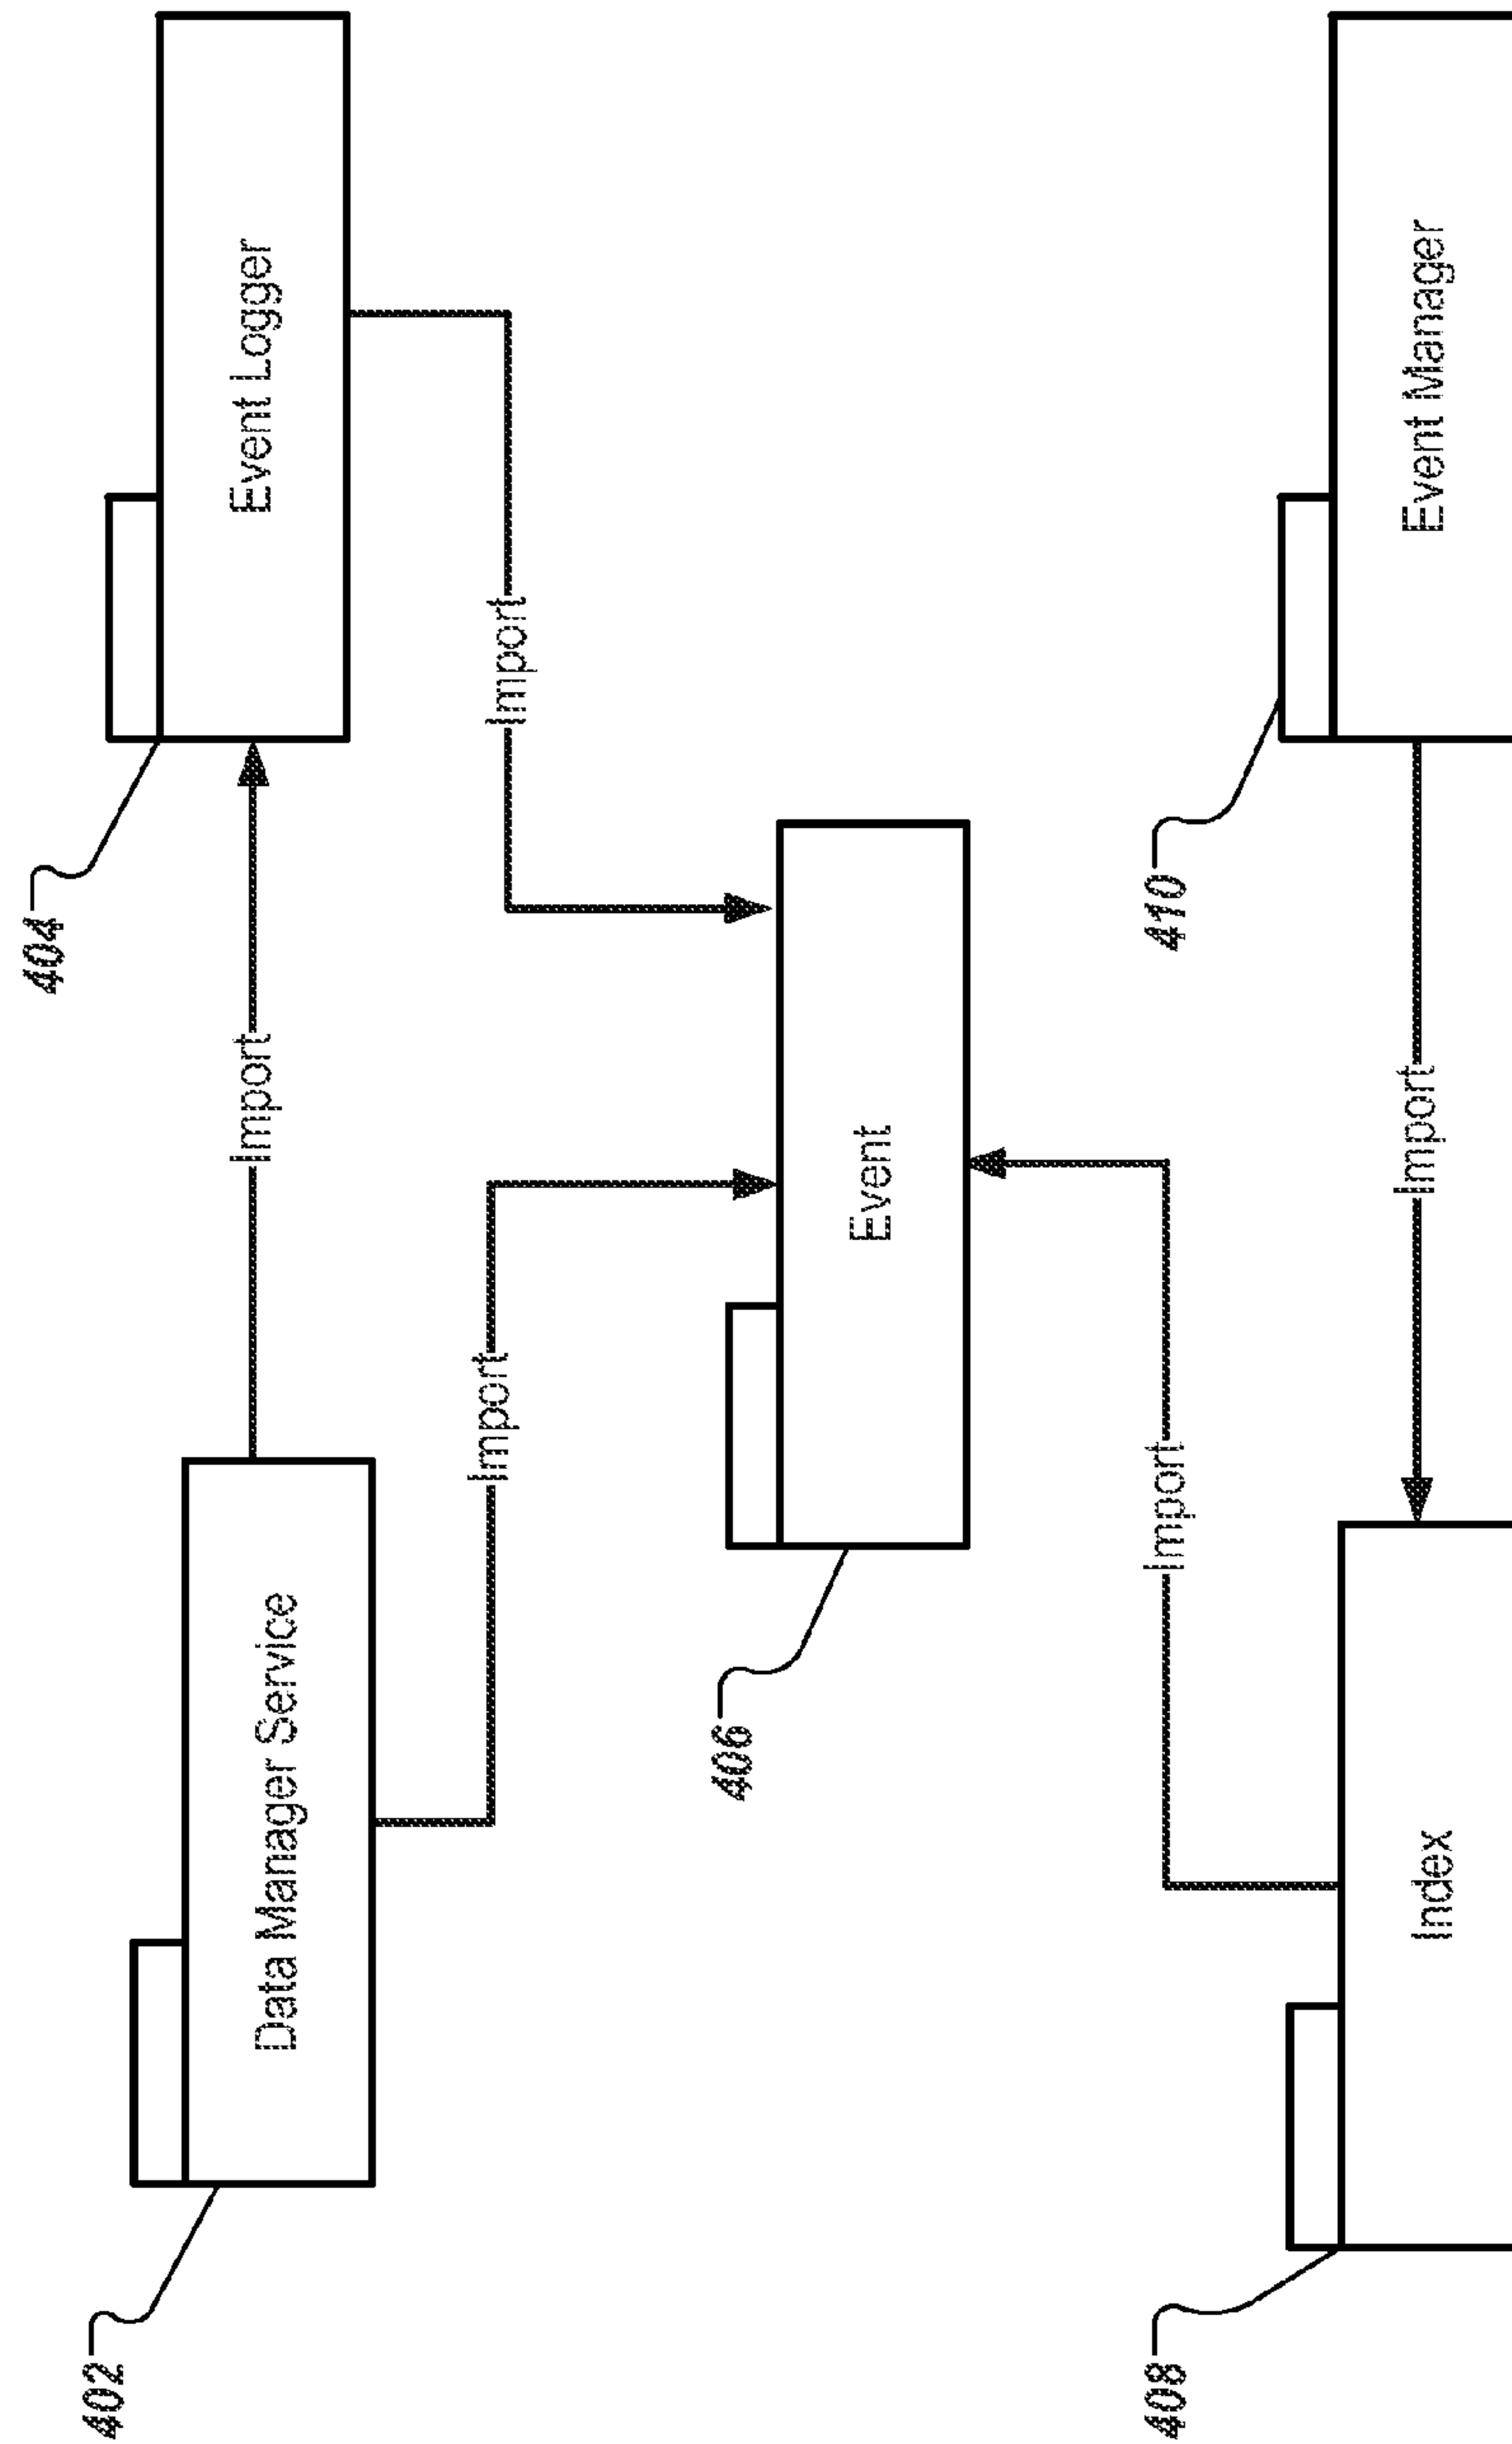 404
Event Logger
Import
402
Data Manager Service
Import
Import
406
Event
Import
410
Event Manager
Import
408
Index